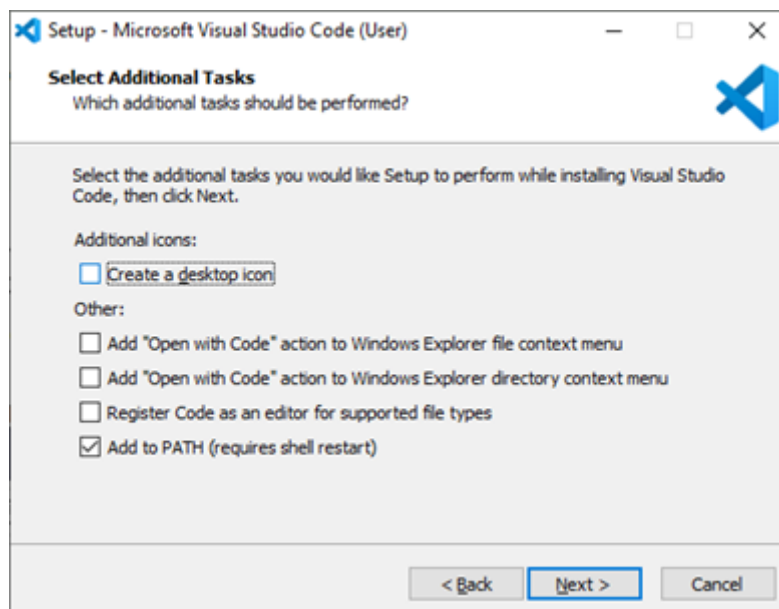 Setup - Microsoft Visual Studio Code (User)
Select Additional Tasks
Which additional tasks should be performed?
Select the additional tasks you would like Setup to perform while installing Visual Studio
Code, then click Next.
Additional icons:
Create a desktop icon
Other:
Add "Open with Code" action to Windows Explorer file context menu
Add "Open with Code" action to Windows Explorer directory context menu
Register Code as an editor for supported file types
Add to PATH (requires shell restart)
< Back Next > Cancel